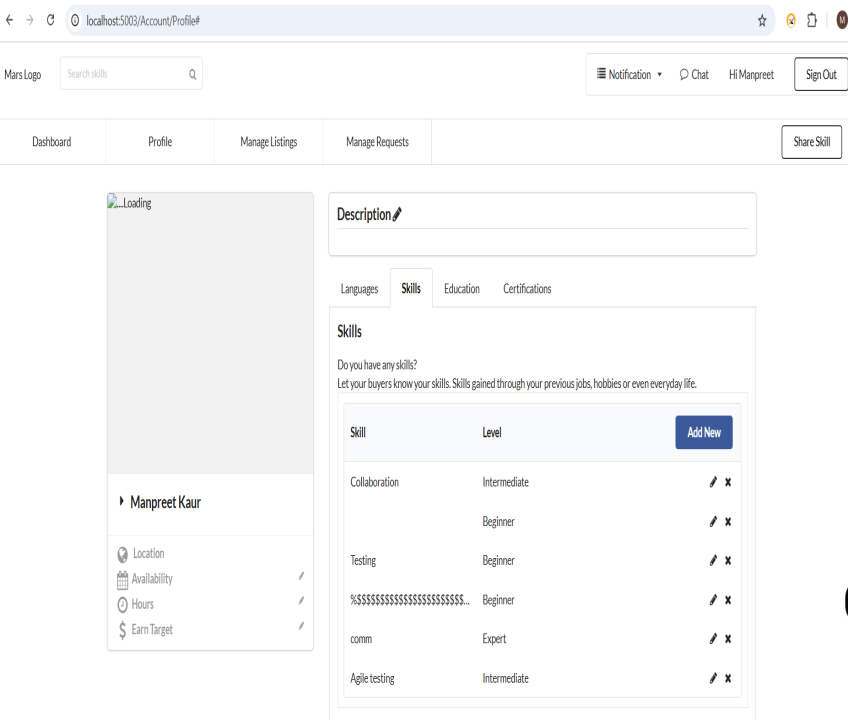 localhost:5003/Account/Profile#
M
Mars Logo
Search skills
Notification
Chat
Hi Manpreet
Sign Out
Dashboard
Profile
Manage Listings
Manage Requests
Share Skill
...Loading
Description
Languages
Skills
Education
Certifications
Skills
Do you have any skills?
Let your buyers know your skills. Skills gained through your previous jobs, hobbies or even everyday life.
Skill Level Add New
Collaboration Intermediate
Beginner
Testing Beginner
%$$$$$$$$$$$$$$$$$$$$$$$... Beginner
comm Expert
Agile testing Intermediate
Manpreet Kaur
Location
Availability
Hours
Earn Target